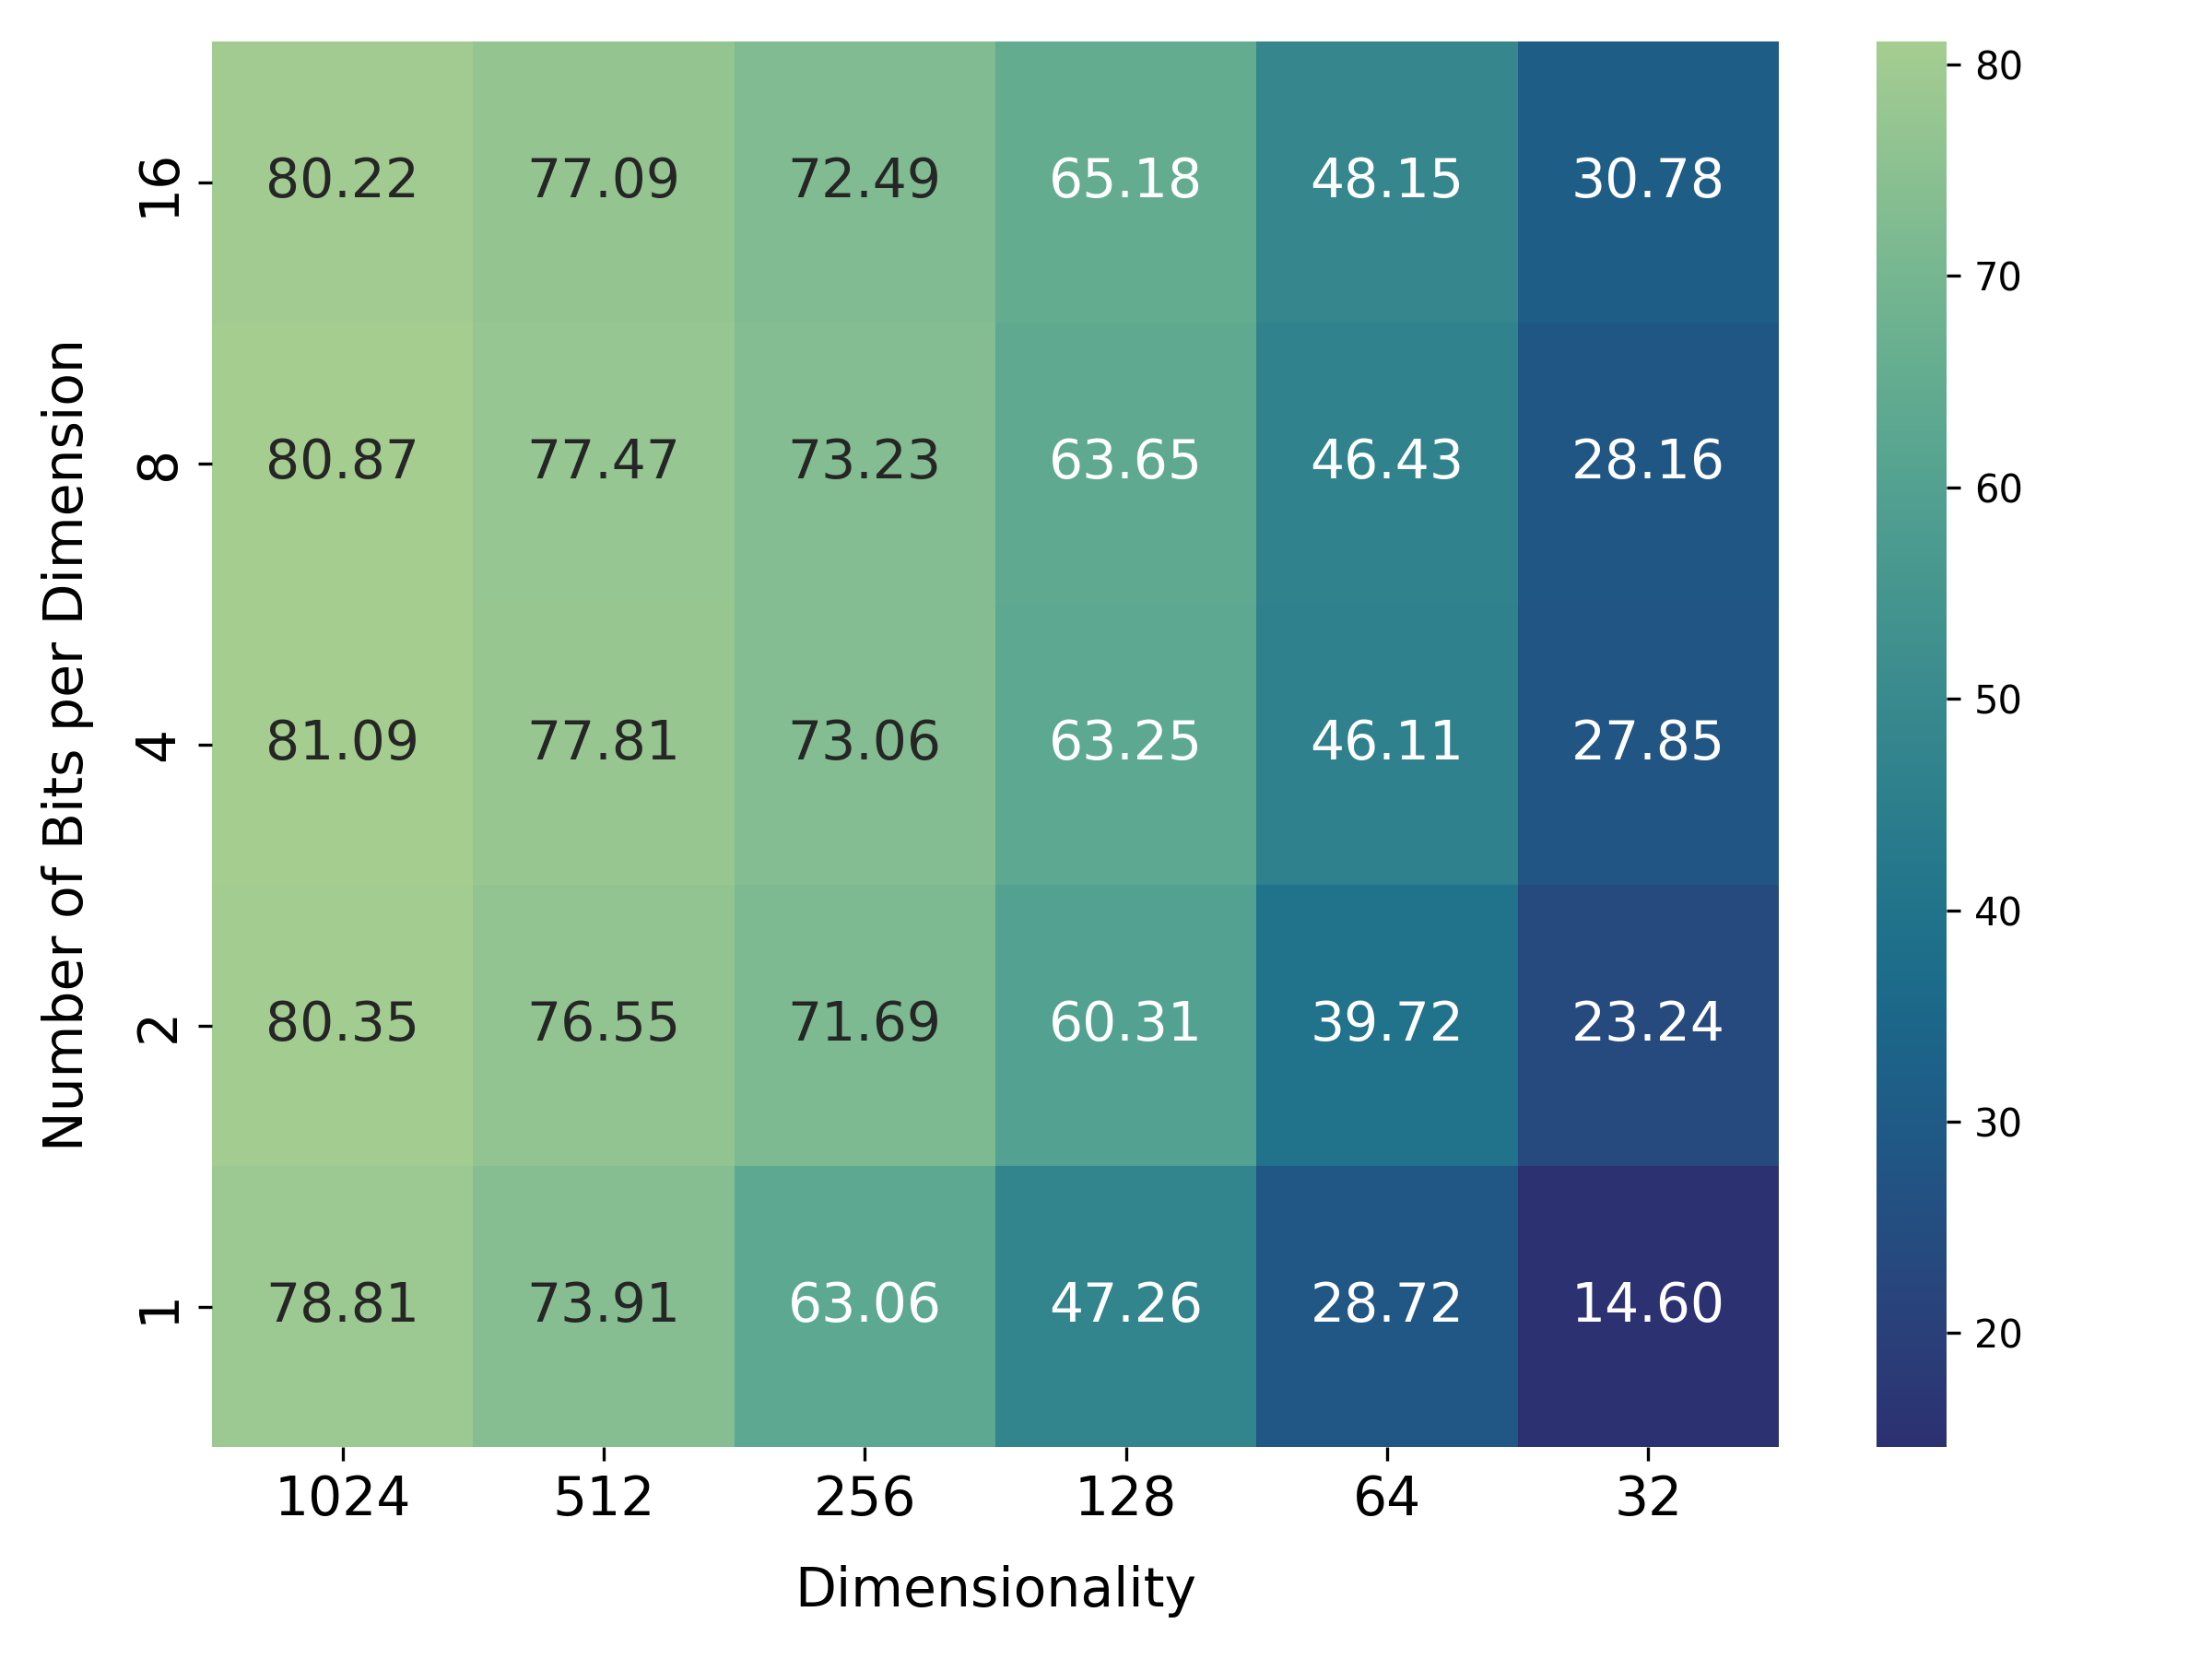 Number of Bits per Dimension
16 80.22 77.09 72.49 65.18 48.15 30.78
8 80.87 77.47 73.23 63.65 46.43 28.16
4 81.09 77.81 73.06 63.25 46.11 27.85
2 80.35 76.55 71.69 60.31 39.72 23.24
1 78.81 73.91 63.06 47.26 28.72 14.60
1024 512 256 128 64 32
Dimensionality
80
70
60
50
40
30
20